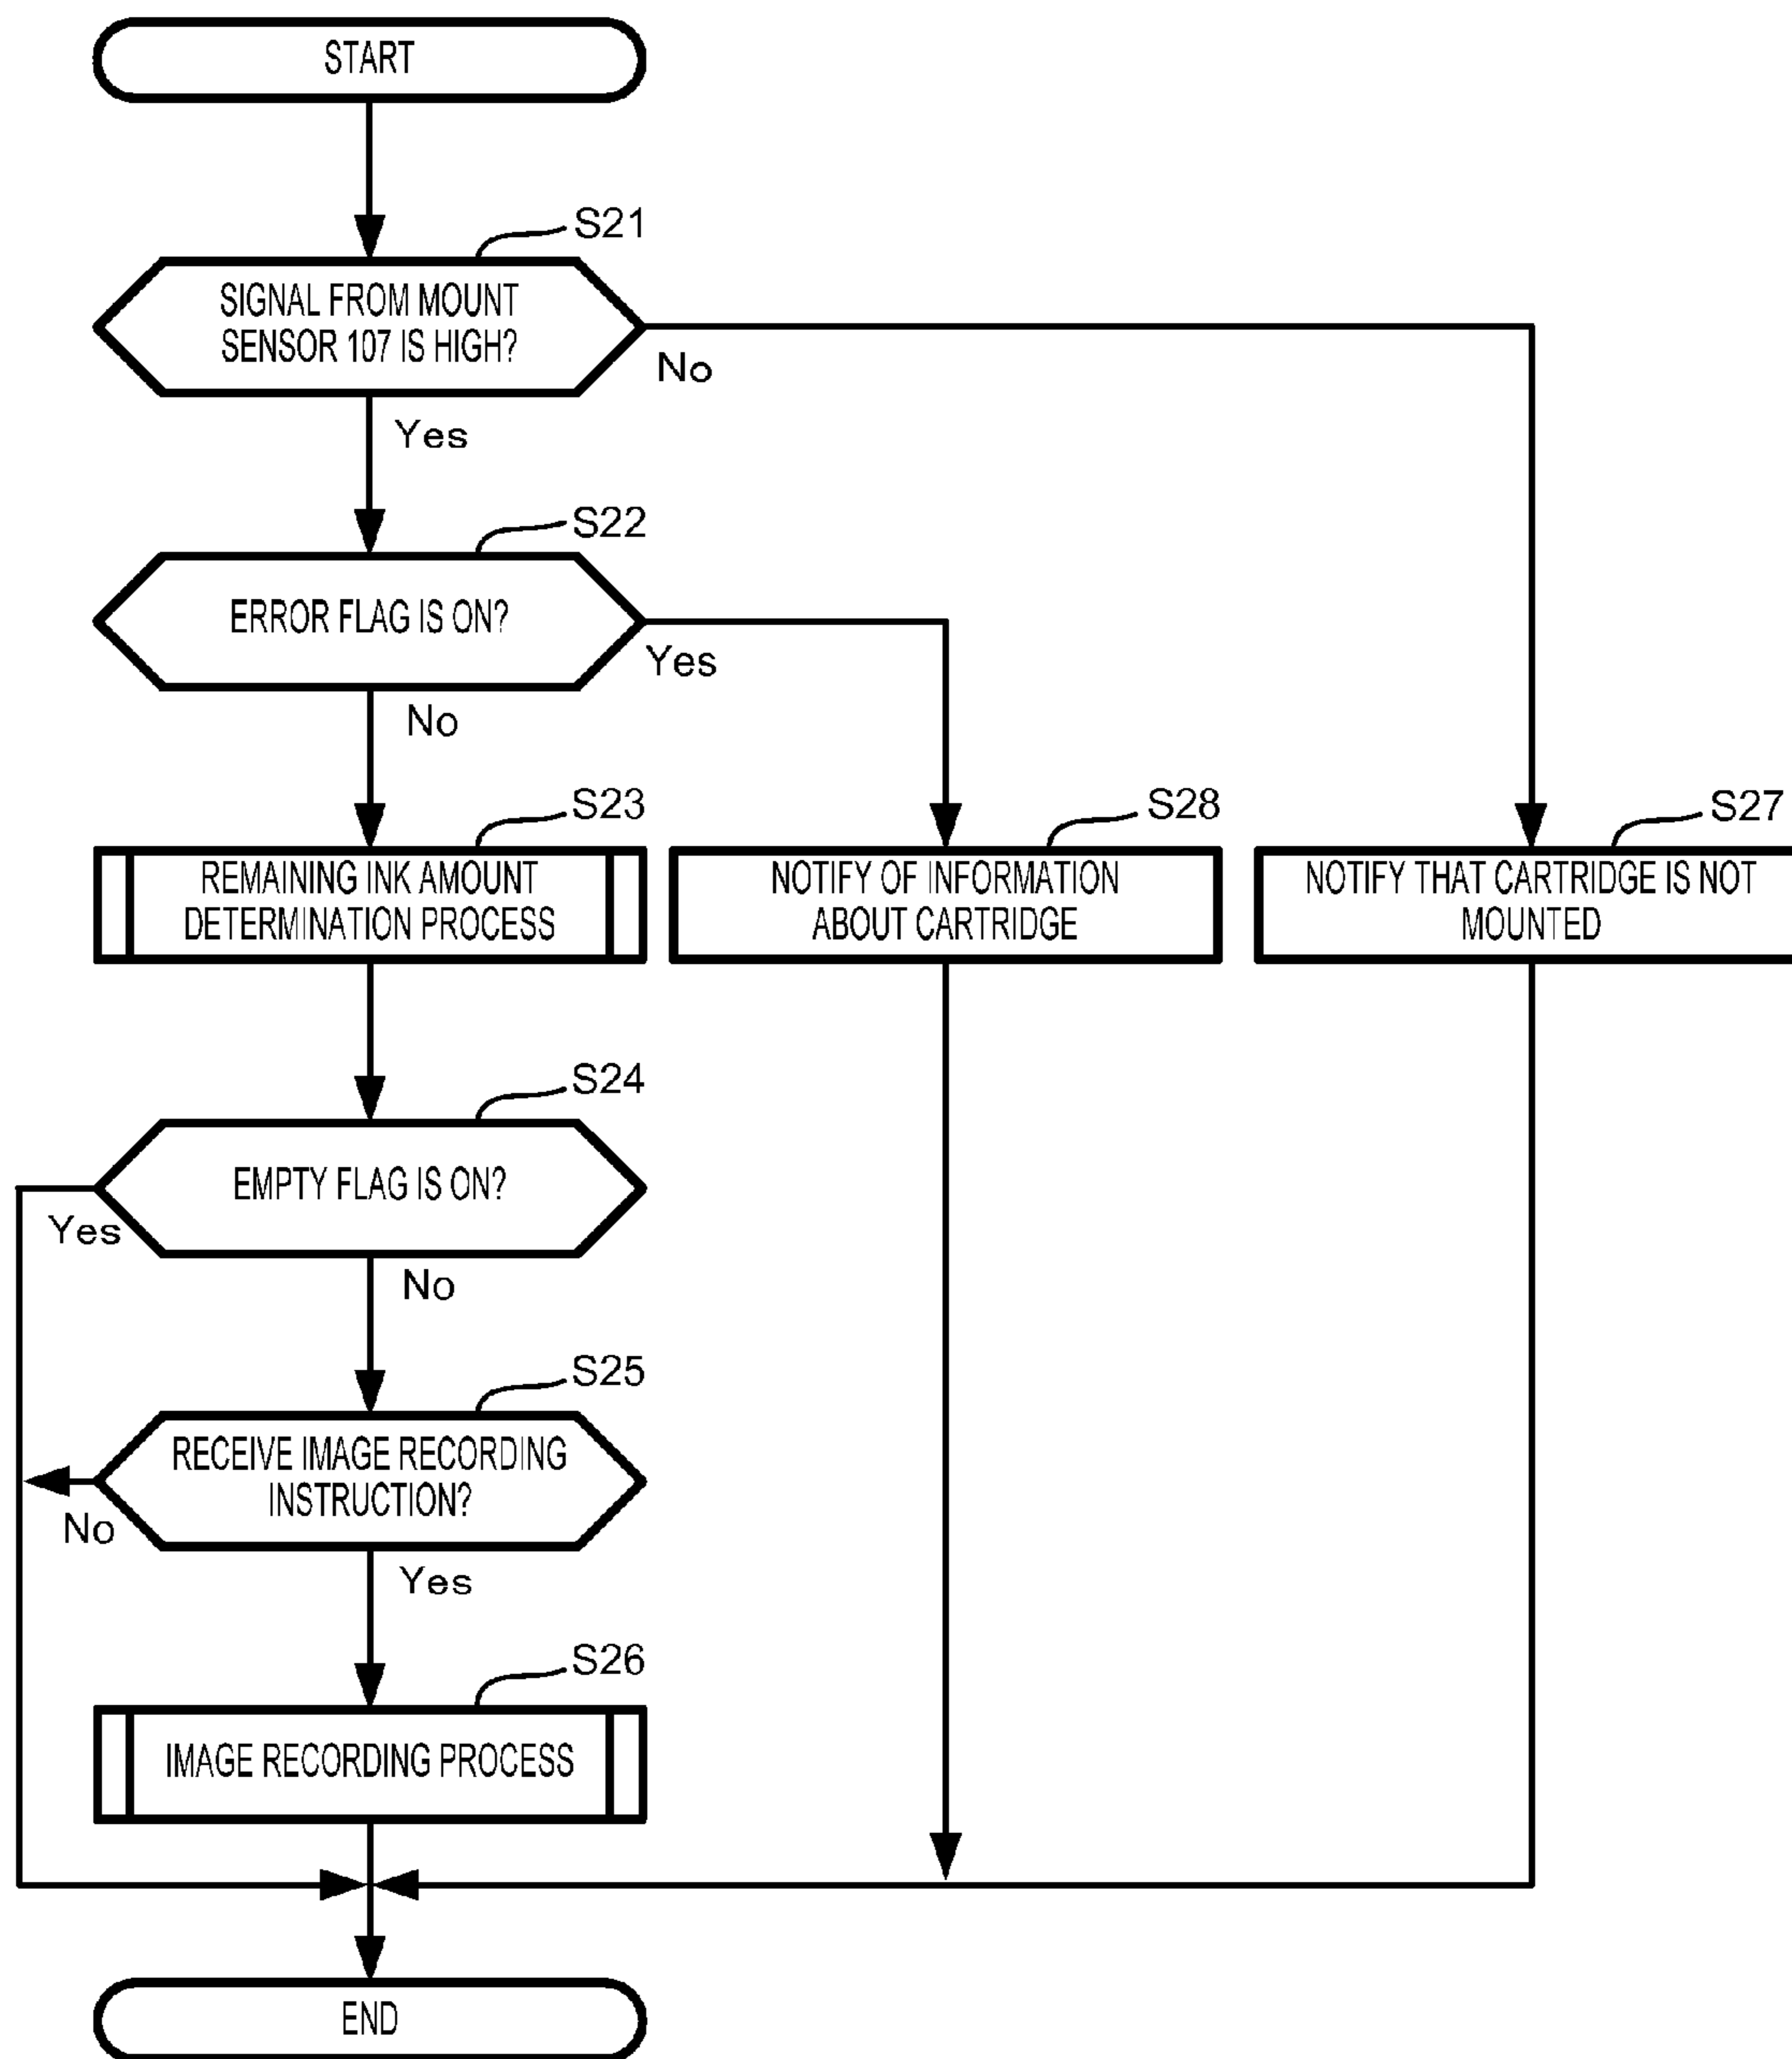 START
S21
SIGNAL FROM MOUNT
SENSOR 107 IS HIGH?
No
Yes
S22
ERROR FLAG IS ON?
Yes
No
S23
S28
S27
REMAINING INK AMOUNT
DETERMINATION PROCESS
NOTIFY OF INFORMATION
ABOUT CARTRIDGE
NOTIFY THAT CARTRIDGE IS NOT
MOUNTED
S24
EMPTY FLAG IS ON?
Yes
No
S25
RECEIVE IMAGE RECORDING
INSTRUCTION?
No
Yes
S26
IMAGE RECORDING PROCESS
END